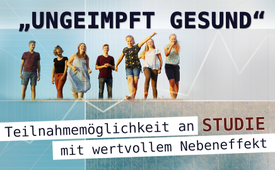 „UNGEIMPFT GESUND“
Teilnahmemöglichkeit an STUDIE
mit wertvollem Nebeneffekt